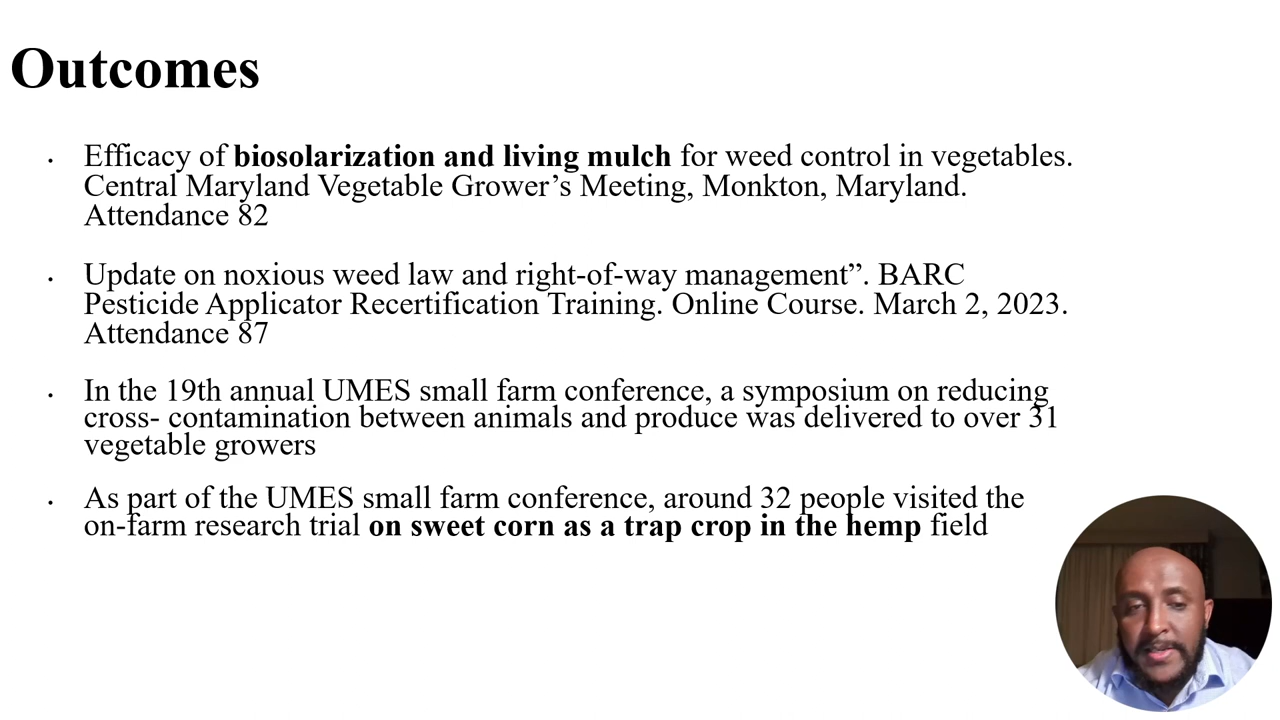 Outcomes
Efficacy of biosolarization and living mulch for weed control in vegetables.
Central Maryland Vegetable Grower’s Meeting, Monkton, Maryland.
Attendance 82
Update on noxious weed law and right-of-way management”. BARC
Pesticide Applicator Recertification Training. Online Course. March 2, 2023.
Attendance 87
In the 19th annual UMES small farm conference, a symposium on reducing
cross- contamination between animals and produce was delivered to over 31
vegetable growers
As part of the UMES small farm conference, around 32 people visited the
on-farm research trial on sweet corn as a trap crop in the hemp field